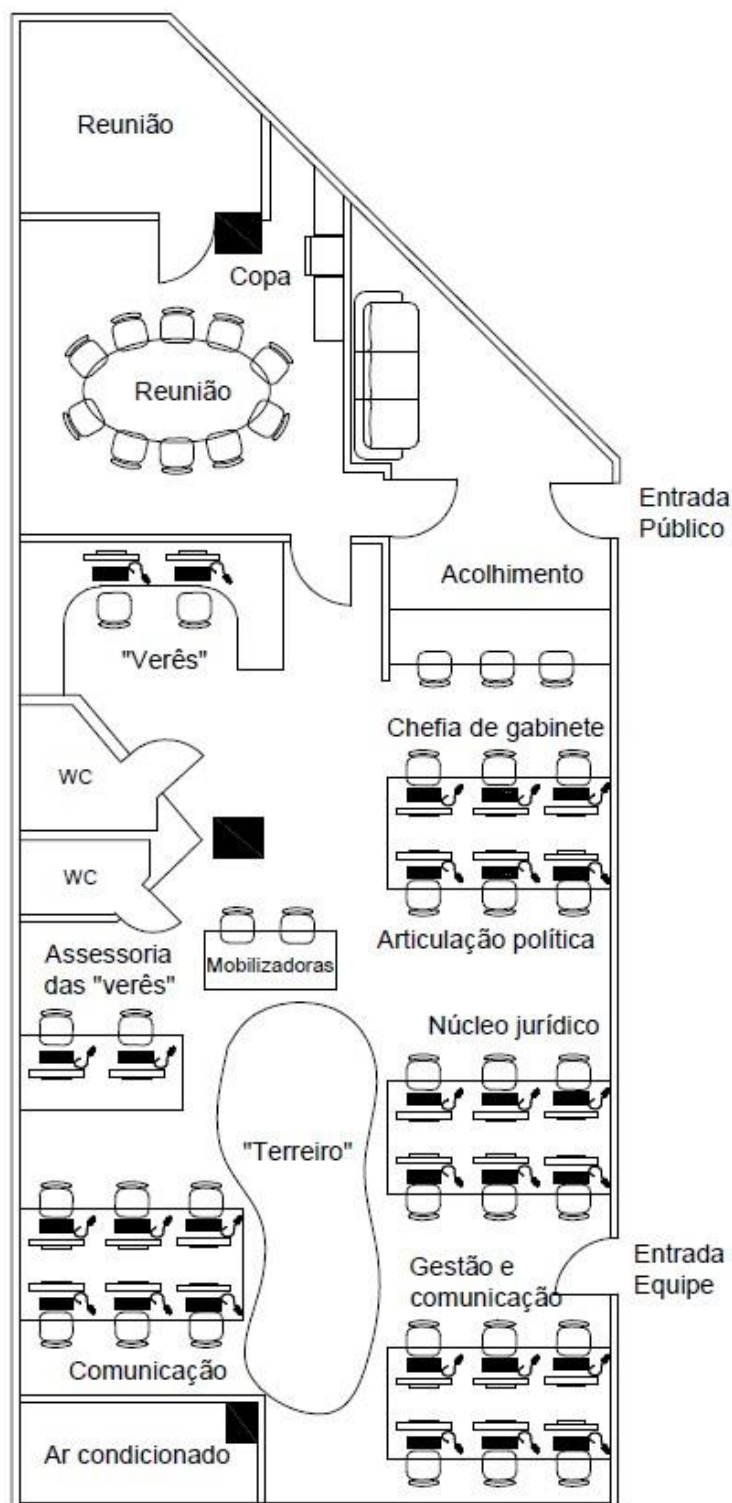 Reunião
Copa
Reunião
Entrada
Público
Acolhimento
"Verês"
Chefia de gabinete
WC
WC
Articulação política
Assessoria
das "verês"
Mobilizadoras
Núcleo jurídico
"Terreiro"
Entrada
Equipe
Gestão e
comunicação
Comunicação
Ar condicionado